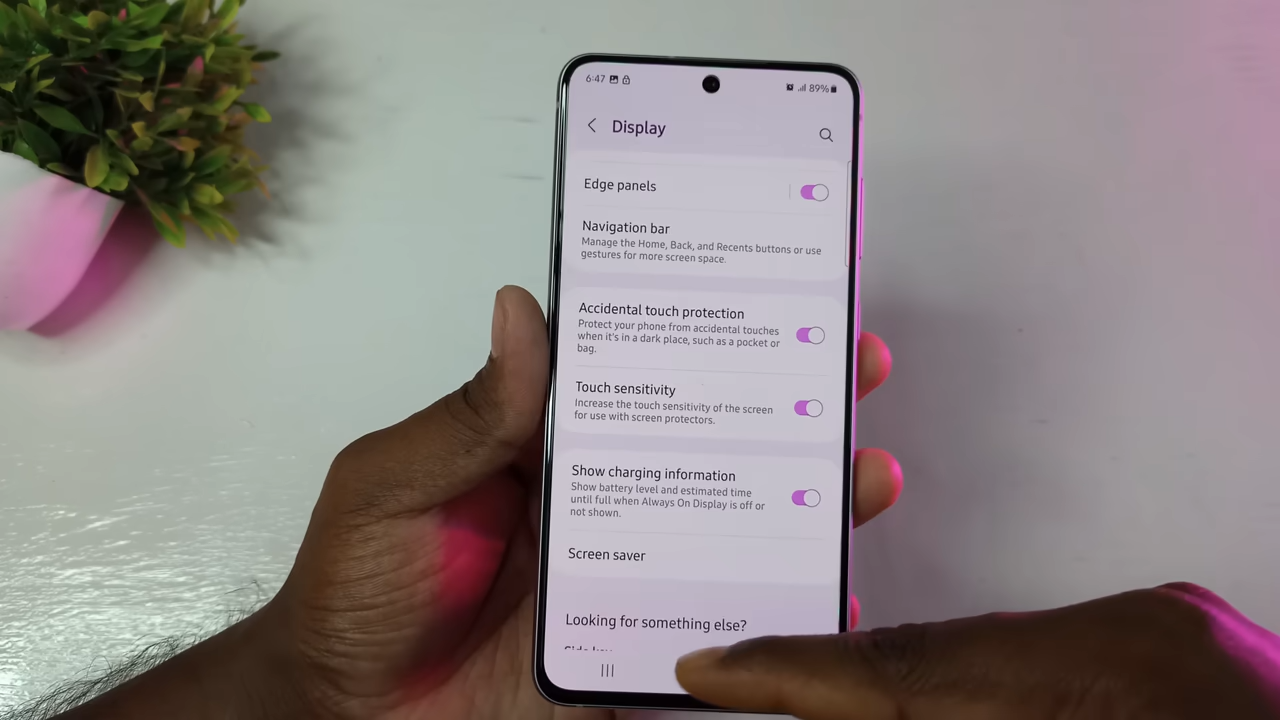 6:47 89%
Display
Edge panels
Navigation bar
Manage the Home, Back, and Recents buttons or use
gestures for more screen space.
Accidental touch protection
Protect your phone from accidental touches
when it's in a dark place, such as a pocket or
bag.
Touch sensitivity
Increase the touch sensitivity of the screen
for use with screen protectors.
Show charging information
Show battery level and estimated time
until full when Always On Display is off or
not shown.
Screen saver
Looking for something else?